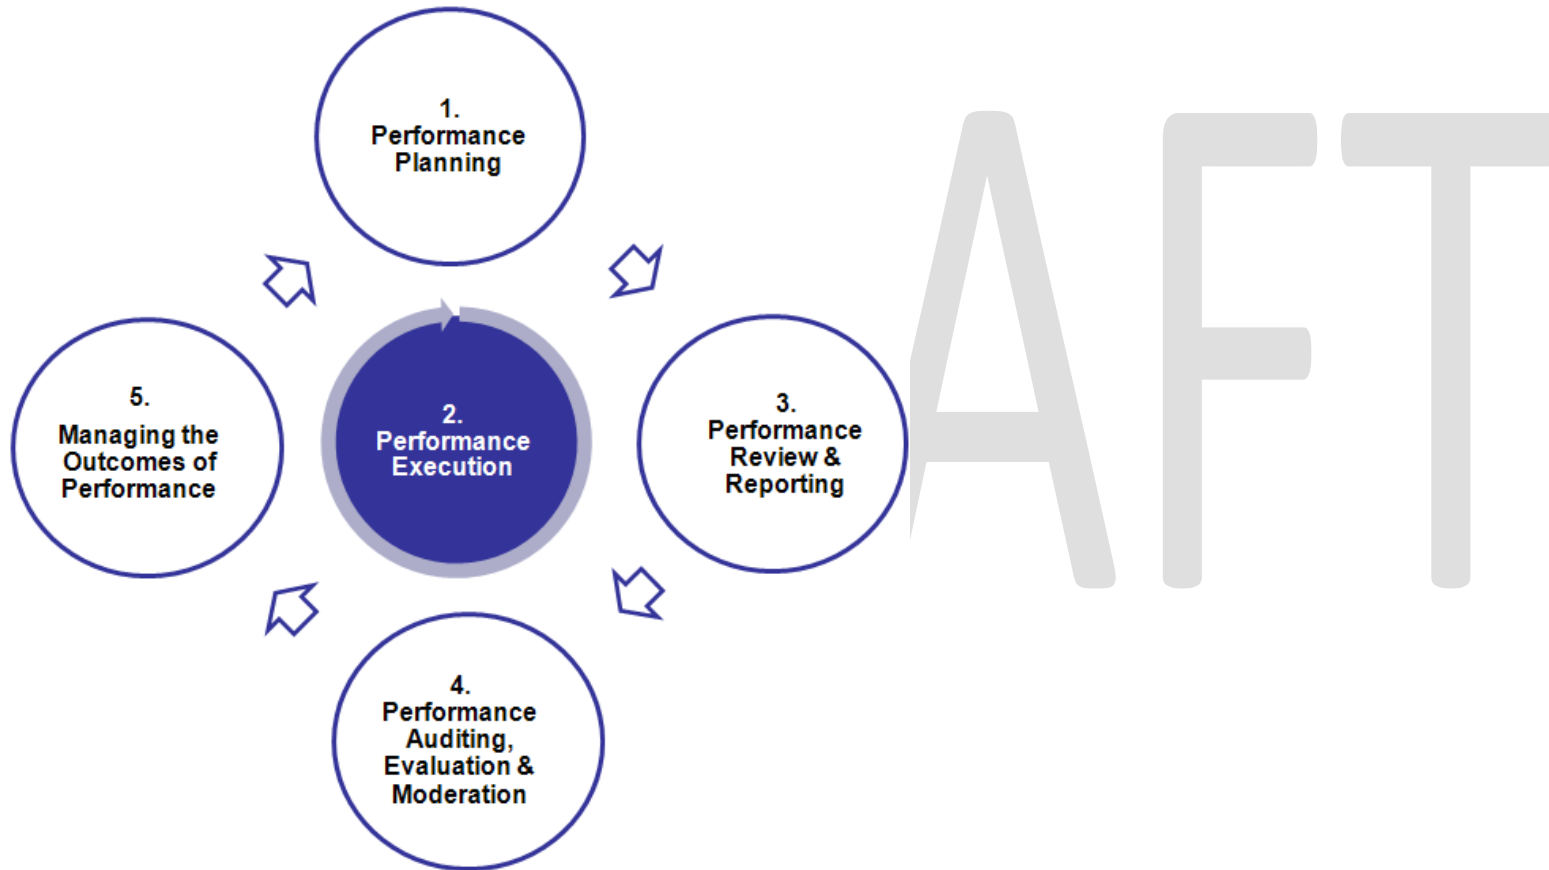 1.
Performance
Planning
2.
Performance
Execution
3.
Performance
Review &
Reporting
4.
Performance
Auditing,
Evaluation &
Moderation
5.
Managing the
Outcomes of
Performance
AFT